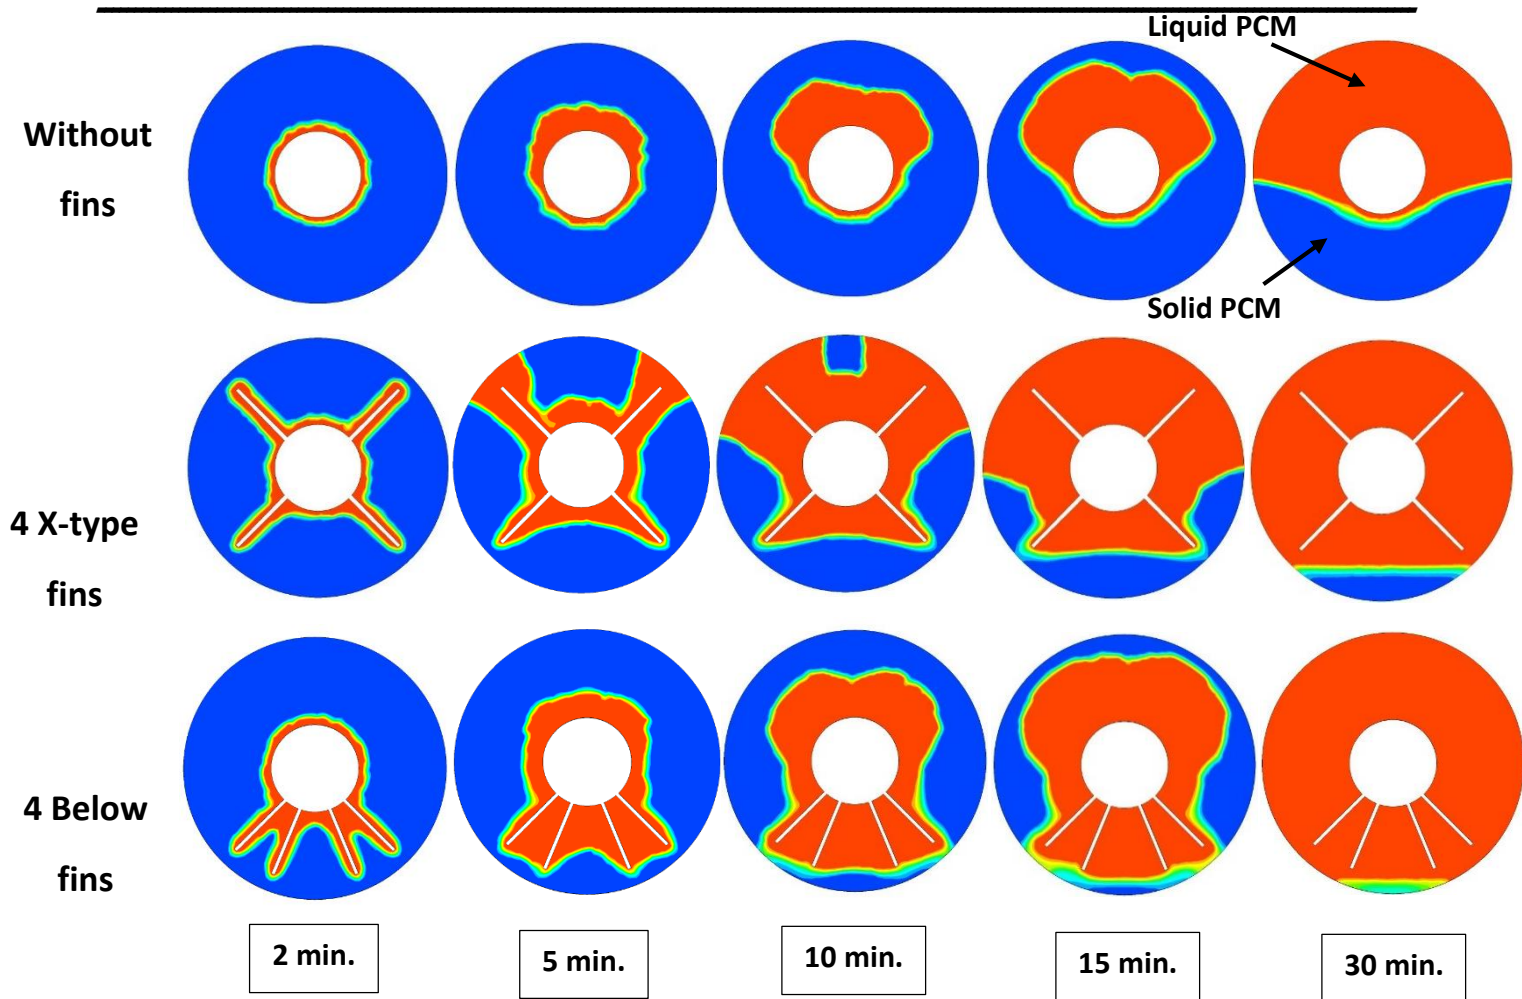 Liquid PCM
Without
fins
Solid PCM
4 X-type
fins
4 Below
fins
2 min.
5 min.
10 min.
15 min.
30 min.